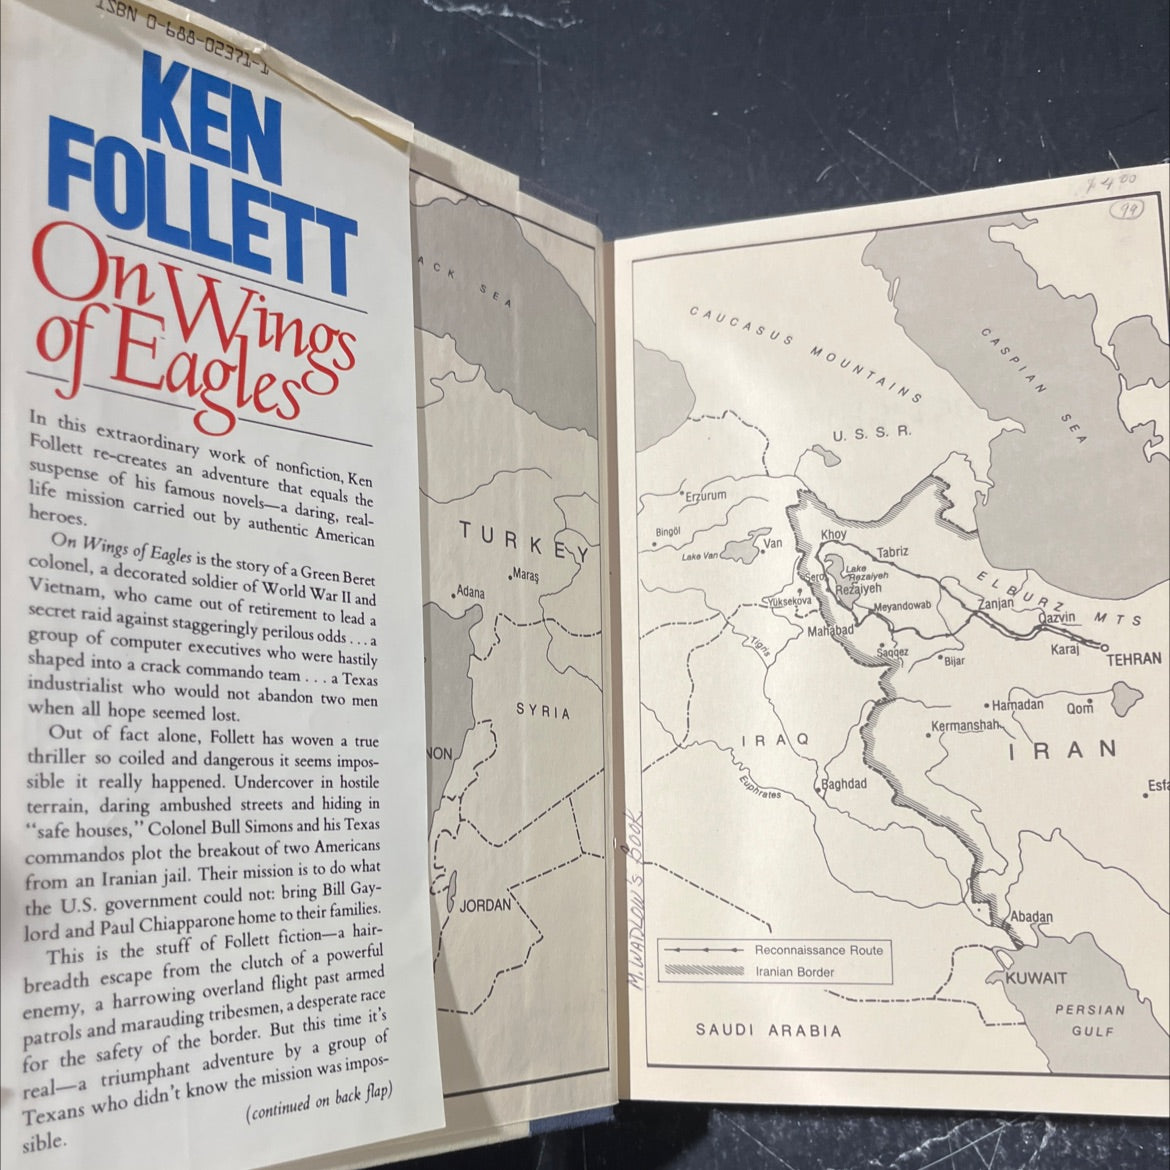 ISBN 0-688-02371-1
KEN
FOLLETT
On Wings
of Eagles
In this extraordinary work of nonfiction, Ken
Follett re-creates an adventure that equals the
suspense of his famous novels—a daring, real-
life mission carried out by authentic American
heroes.
On Wings of Eagles is the story of a Green Beret
colonel, a decorated soldier of World War II and
Vietnam, who came out of retirement to lead a
secret raid against staggeringly perilous odds . . . a
group of computer executives who were hastily
shaped into a crack commando team . . . a Texas
industrialist who would not abandon two men
when all hope seemed lost.
Out of fact alone, Follett has woven a true
thriller so coiled and dangerous it seems impos-
sible it really happened. Undercover in hostile
terrain, daring ambushed streets and hiding in
“safe houses,” Colonel Bull Simons and his Texas
commandos plot the breakout of two Americans
from an Iranian jail. Their mission is to do what
the U.S. government could not: bring Bill Gay-
lord and Paul Chiapparone home to their families.
This is the stuff of Follett fiction—a hair-
breadth escape from the clutch of a powerful
enemy, a harrowing overland flight past armed
patrols and marauding tribesmen, a desperate race
for the safety of the border. But this time it’s
real—a triumphant adventure by a group of
Texans who didn’t know the mission was impos-
sible.
(continued on back flap)
ACK SEA
TURKEY
Maraş
Adana
SYRIA
NON
JORDAN
$4.00
99
CAUCASUS MOUNTAINS
CASPIAN SEA
U.S.S.R.
Erzurum
Bingöl
Van
Lake Van
Khoy
Tabriz
Lake
Rezaiyeh
Sero
Rezaiyeh
Yüksekova
Meyandowab
Mahabad
Tigris
Saqqez
Bijar
ELBURZ MTS
Zanjan
Qazvin
Karaj
TEHRAN
Hamadan
Qom
Kermanshah
IRAN
IRAQ
Baghdad
Euphrates
Esfa
Abadan
Reconnaissance Route
Iranian Border
KUWAIT
PERSIAN
GULF
SAUDI ARABIA
M. WADLOW'S BOOK